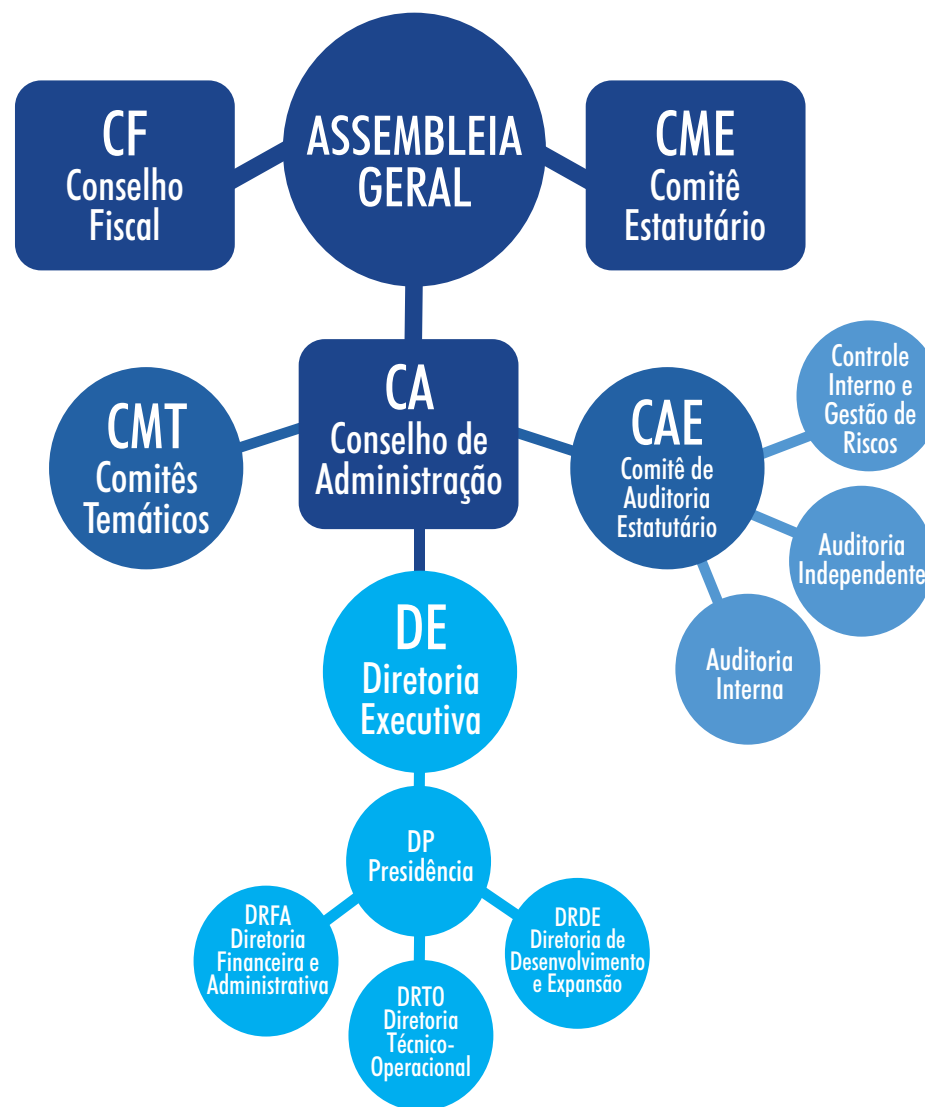 CF
Conselho
Fiscal
ASSEMBLEIA
GERAL
CME
Comitê
Estatutário
CMT
Comitês
Temáticos
CA
Conselho de
Administração
CAE
Comitê de
Auditoria
Estatutário
Controle
Interno e
Gestão de
Riscos
Auditoria
Independente
Auditoria
Interna
DE
Diretoria
Executiva
DP
Presidência
DRFA
Diretoria
Financeira e
Administrativa
DRTO
Diretoria
Técnico-
Operacional
DRDE
Diretoria de
Desenvolvimento
e Expansão